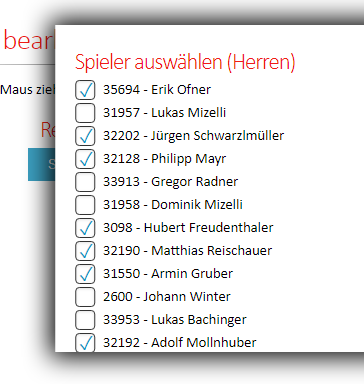 bear
Spieler auswählen (Herren)
Maus zieh
35694 - Erik Ofner
31957 - Lukas Mizelli
Re
32202 - Jürgen Schwarzlmüller
32128 - Philipp Mayr
S
33913 - Gregor Radner
31958 - Dominik Mizelli
3098 - Hubert Freudenthaler
32190 - Matthias Reischauer
31550 - Armin Gruber
2600 - Johann Winter
33953 - Lukas Bachinger
32192 - Adolf Mollnhuber